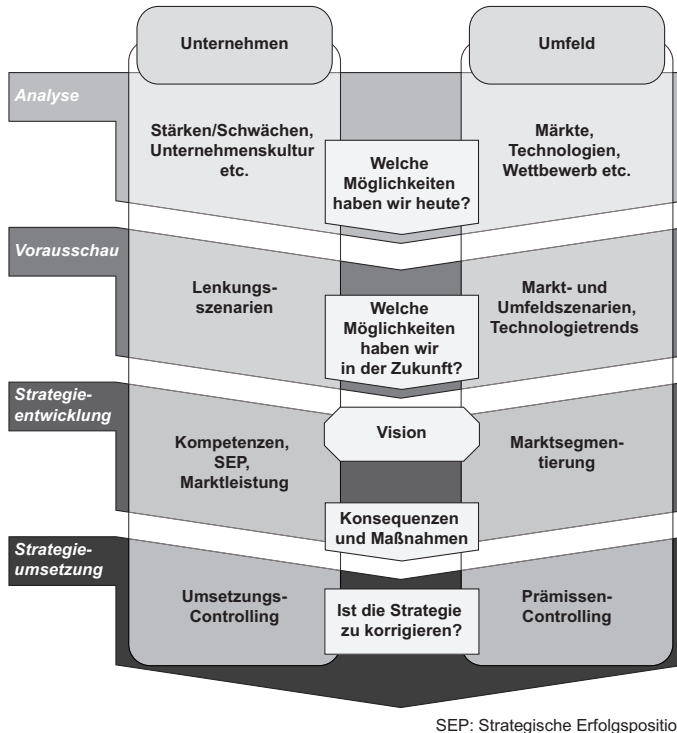 Unternehmen
Umfeld
Analyse
Stärken/Schwächen,
Unternehmenskultur
etc.
Welche
Möglichkeiten
haben wir heute?
Märkte,
Technologien,
Wettbewerb etc.
Vorausschau
Lenkungs-
szenarien
Welche
Möglichkeiten
haben wir
in der Zukunft?
Markt- und
Umfeldszenarien,
Technologietrends
Strategie-
entwicklung
Kompetenzen,
SEP,
Marktleistung
Vision
Marktsegmen-
tierung
Konsequenzen
und Maßnahmen
Strategie-
umsetzung
Umsetzungs-
Controlling
Ist die Strategie
zu korrigieren?
Prämissen-
Controlling
SEP: Strategische Erfolgspositio